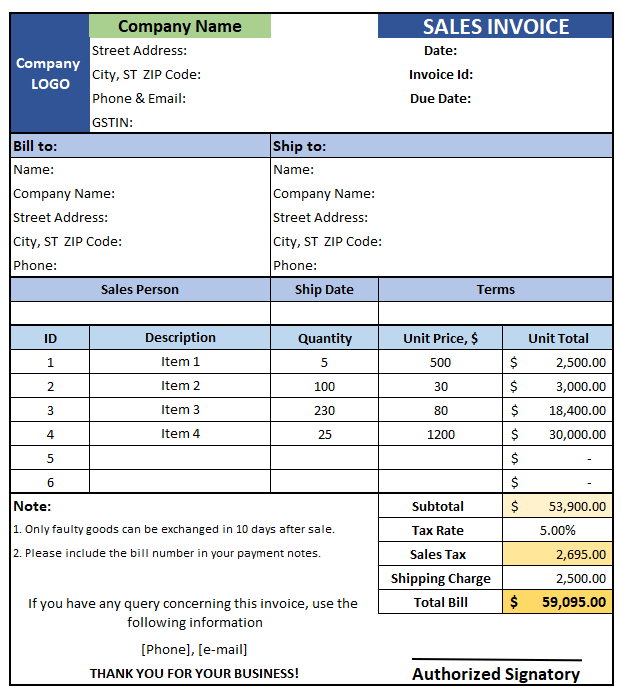 Company Name SALES INVOICE
Company LOGO
Street Address: Date:
City, ST ZIP Code: Invoice Id:
Phone & Email: Due Date:
GSTIN:
Bill to: Ship to:
Name: Name:
Company Name: Company Name:
Street Address: Street Address:
City, ST ZIP Code: City, ST ZIP Code:
Phone: Phone:
Sales Person Ship Date Terms
ID Description Quantity Unit Price, $ Unit Total
1 Item 1 5 500 $ 2,500.00
2 Item 2 100 30 $ 3,000.00
3 Item 3 230 80 $ 18,400.00
4 Item 4 25 1200 $ 30,000.00
5 $ -
6 $ -
Note: Subtotal $ 53,900.00
1. Only faulty goods can be exchanged in 10 days after sale. Tax Rate 5.00%
2. Please include the bill number in your payment notes. Sales Tax 2,695.00
Shipping Charge 2,500.00
If you have any query concerning this invoice, use the Total Bill $ 59,095.00
following information
[Phone], [e-mail]
THANK YOU FOR YOUR BUSINESS! Authorized Signatory